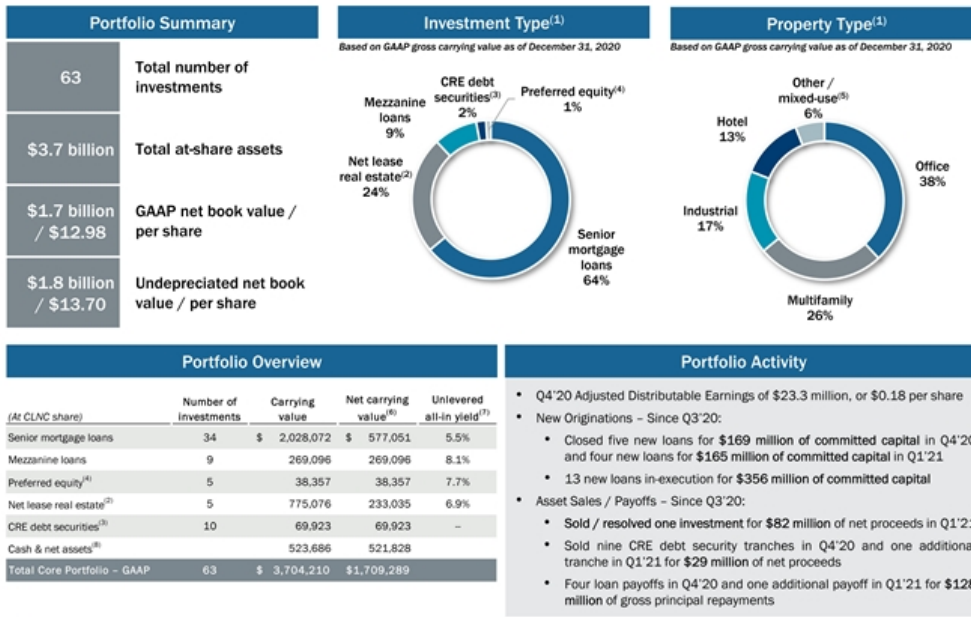 Portfolio Summary
63
Total number of
investments
$3.7 billion
Total at-share assets
$1.7 billion
/ $12.98
GAAP net book value /
per share
$1.8 billion
/ $13.70
Undepreciated net book
value / per share
Investment Type(1)
Based on GAAP gross carrying value as of December 31, 2020
CRE debt
securities(3)
2%
Preferred equity(4)
1%
Mezzanine
loans
9%
Net lease
real estate(2)
24%
Senior
mortgage
loans
64%
Property Type(1)
Based on GAAP gross carrying value as of December 31, 2020
Other /
mixed-use(5)
6%
Hotel
13%
Office
38%
Industrial
17%
Multifamily
26%
Portfolio Overview
(At CLNC share) Number of investments Carrying value Net carrying value(6) Unlevered all-in yield(7)
Senior mortgage loans 34 $ 2,028,072 $ 577,051 5.5%
Mezzanine loans 9 269,096 269,096 8.1%
Preferred equity(4) 5 38,357 38,357 7.7%
Net lease real estate(2) 5 775,076 233,035 6.9%
CRE debt securities(3) 10 69,923 69,923 –
Cash & net assets(8) 523,686 521,828
Total Core Portfolio – GAAP 63 $ 3,704,210 $1,709,289
Portfolio Activity
• Q4'20 Adjusted Distributable Earnings of $23.3 million, or $0.18 per share
• New Originations – Since Q3'20:
• Closed five new loans for $169 million of committed capital in Q4'20
and four new loans for $165 million of committed capital in Q1'21
• 13 new loans in-execution for $356 million of committed capital
• Asset Sales / Payoffs – Since Q3'20:
• Sold / resolved one investment for $82 million of net proceeds in Q1'21
• Sold nine CRE debt security tranches in Q4'20 and one additional
tranche in Q1'21 for $29 million of net proceeds
• Four loan payoffs in Q4'20 and one additional payoff in Q1'21 for $128
million of gross principal repayments